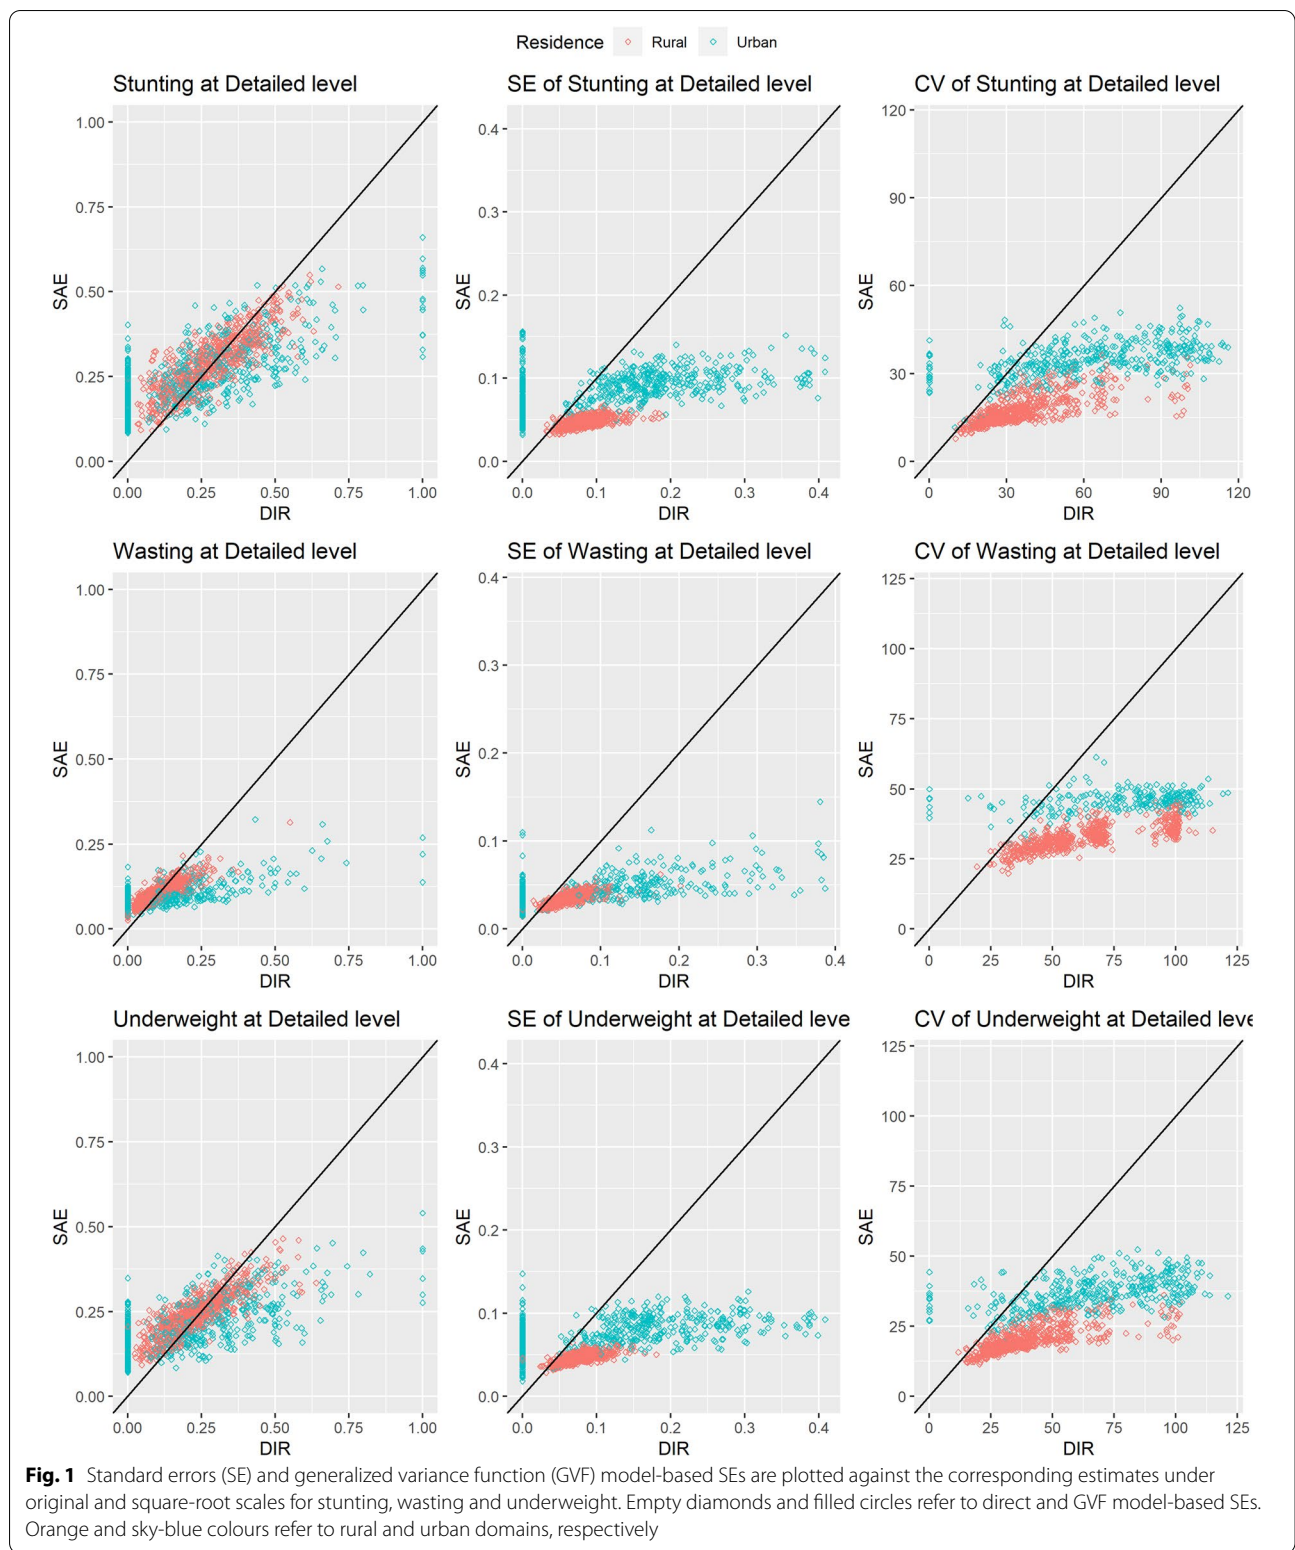 Residence Rural Urban
Stunting at Detailed level
SE of Stunting at Detailed level
CV of Stunting at Detailed level
1.00
0.75
0.50
0.25
0.00
SAE
0.00 0.25 0.50 0.75 1.00
DIR
0.4
0.3
0.2
0.1
0.0
SAE
0.0 0.1 0.2 0.3 0.4
DIR
120
90
60
30
0
SAE
0 30 60 90 120
DIR
Wasting at Detailed level
SE of Wasting at Detailed level
CV of Wasting at Detailed level
1.00
0.75
0.50
0.25
0.00
SAE
0.00 0.25 0.50 0.75 1.00
DIR
0.4
0.3
0.2
0.1
0.0
SAE
0.0 0.1 0.2 0.3 0.4
DIR
125
100
75
50
25
0
SAE
0 25 50 75 100 125
DIR
Underweight at Detailed level
SE of Underweight at Detailed leve
CV of Underweight at Detailed leve
1.00
0.75
0.50
0.25
0.00
SAE
0.00 0.25 0.50 0.75 1.00
DIR
0.4
0.3
0.2
0.1
0.0
SAE
0.0 0.1 0.2 0.3 0.4
DIR
125
100
75
50
25
0
SAE
0 25 50 75 100 125
DIR
Fig. 1 Standard errors (SE) and generalized variance function (GVF) model-based SEs are plotted against the corresponding estimates under
original and square-root scales for stunting, wasting and underweight. Empty diamonds and filled circles refer to direct and GVF model-based SEs.
Orange and sky-blue colours refer to rural and urban domains, respectively